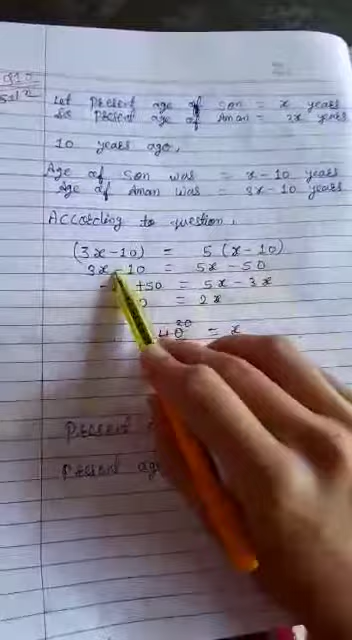 Let present age of Son = x years
So present age of Aman = 3x years
10 years ago,
Age of Son was = x-10 years
Age of Aman was = 3x-10 years
According to question,
(3x-10) = 5(x-10)
3x-10 = 5x-50
+50 = 5x-3x
= 2x
= x
present
present age